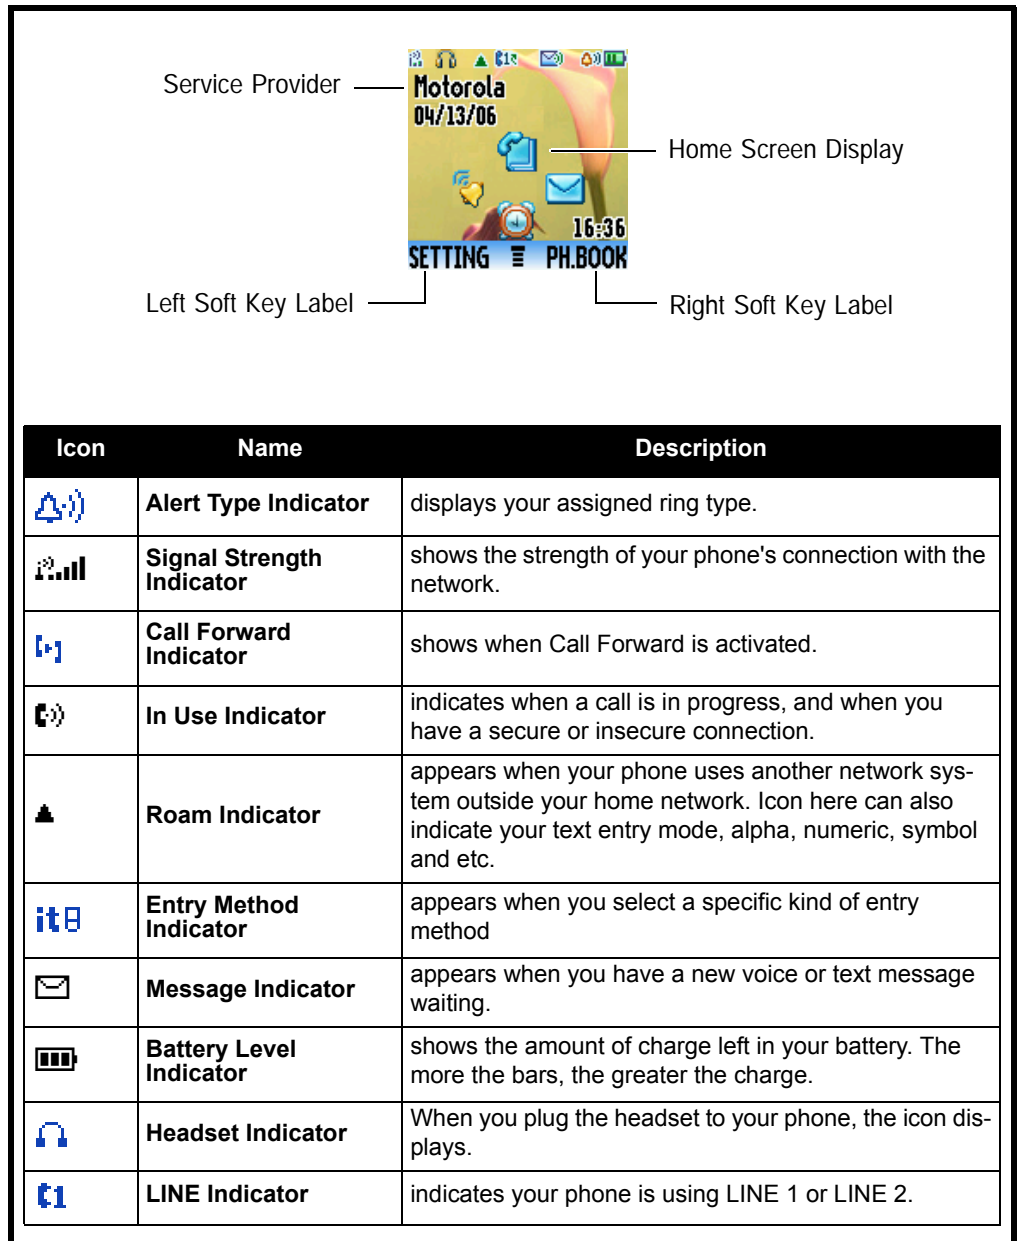 Service Provider
Motorola
04/13/06
Home Screen Display
16:36
SETTING PH.BOOK
Left Soft Key Label
Right Soft Key Label
Icon Name Description
Alert Type Indicator displays your assigned ring type.
Signal Strength
Indicator
shows the strength of your phone's connection with the
network.
Call Forward
Indicator
shows when Call Forward is activated.
In Use Indicator
indicates when a call is in progress, and when you
have a secure or insecure connection.
Roam Indicator
appears when your phone uses another network sys-
tem outside your home network. Icon here can also
indicate your text entry mode, alpha, numeric, symbol
and etc.
it
Entry Method
Indicator
appears when you select a specific kind of entry
method
Message Indicator
appears when you have a new voice or text message
waiting.
Battery Level
Indicator
shows the amount of charge left in your battery. The
more the bars, the greater the charge.
Headset Indicator
When you plug the headset to your phone, the icon dis-
plays.
1
LINE Indicator indicates your phone is using LINE 1 or LINE 2.